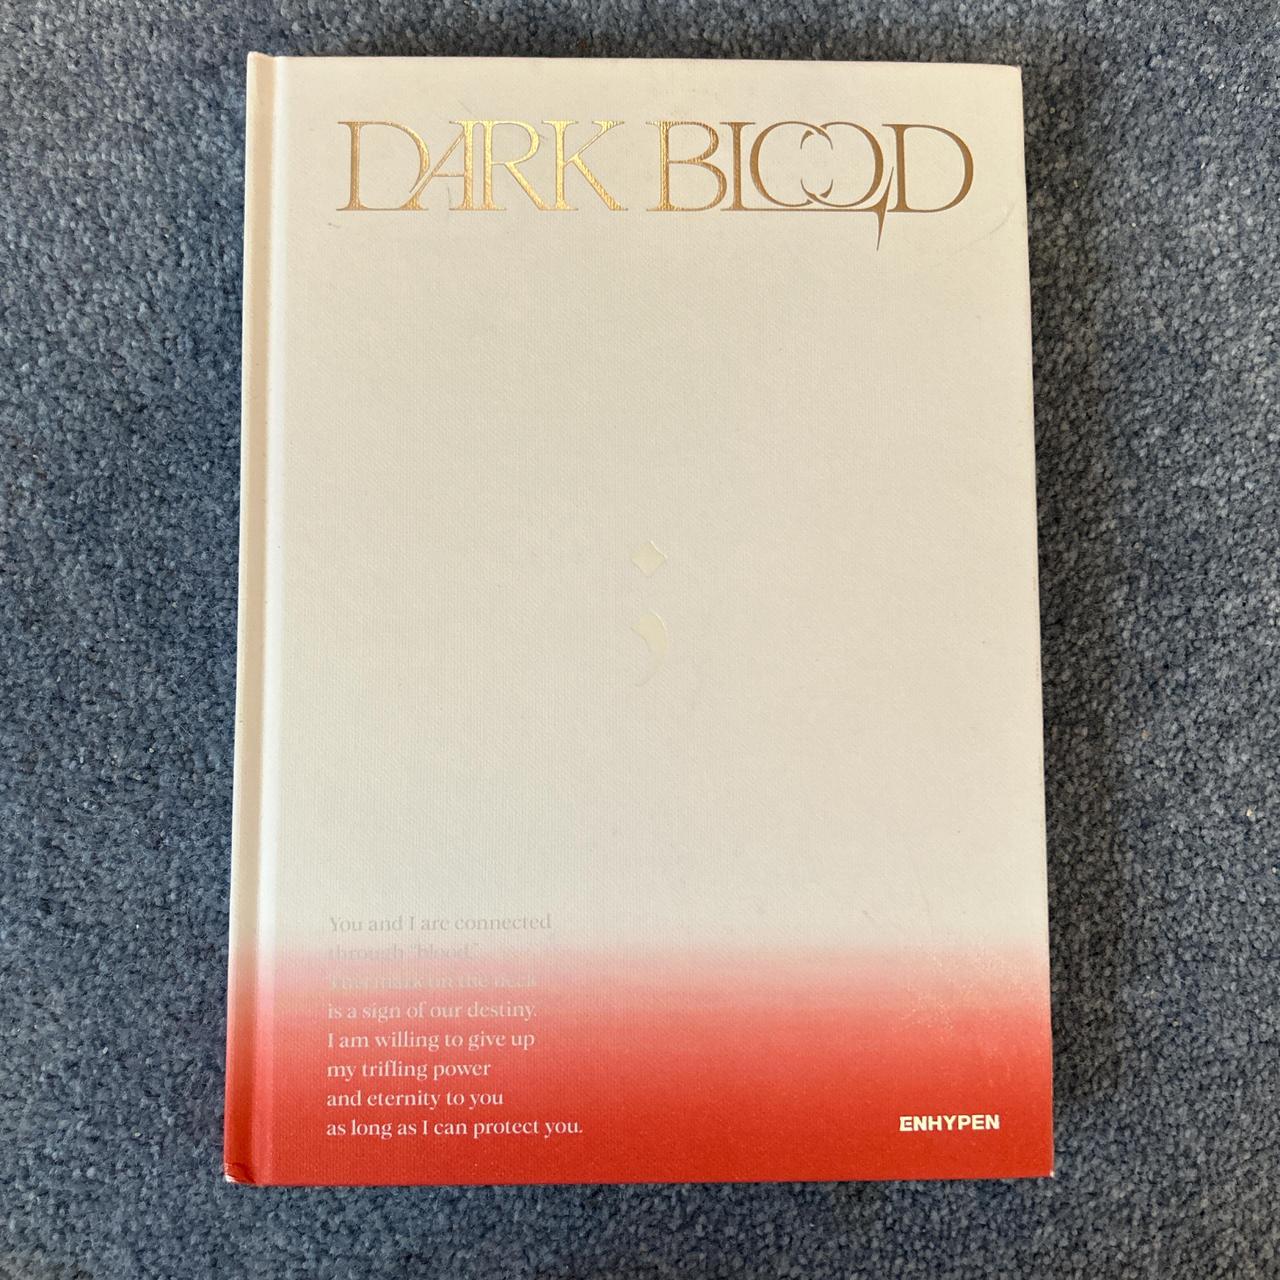 DARK BLOOD
;
You and I are connected
through "blood."
This mark on the neck
is a sign of our destiny.
I am willing to give up
my trifling power
and eternity to you
as long as I can protect you.
ENHYPEN